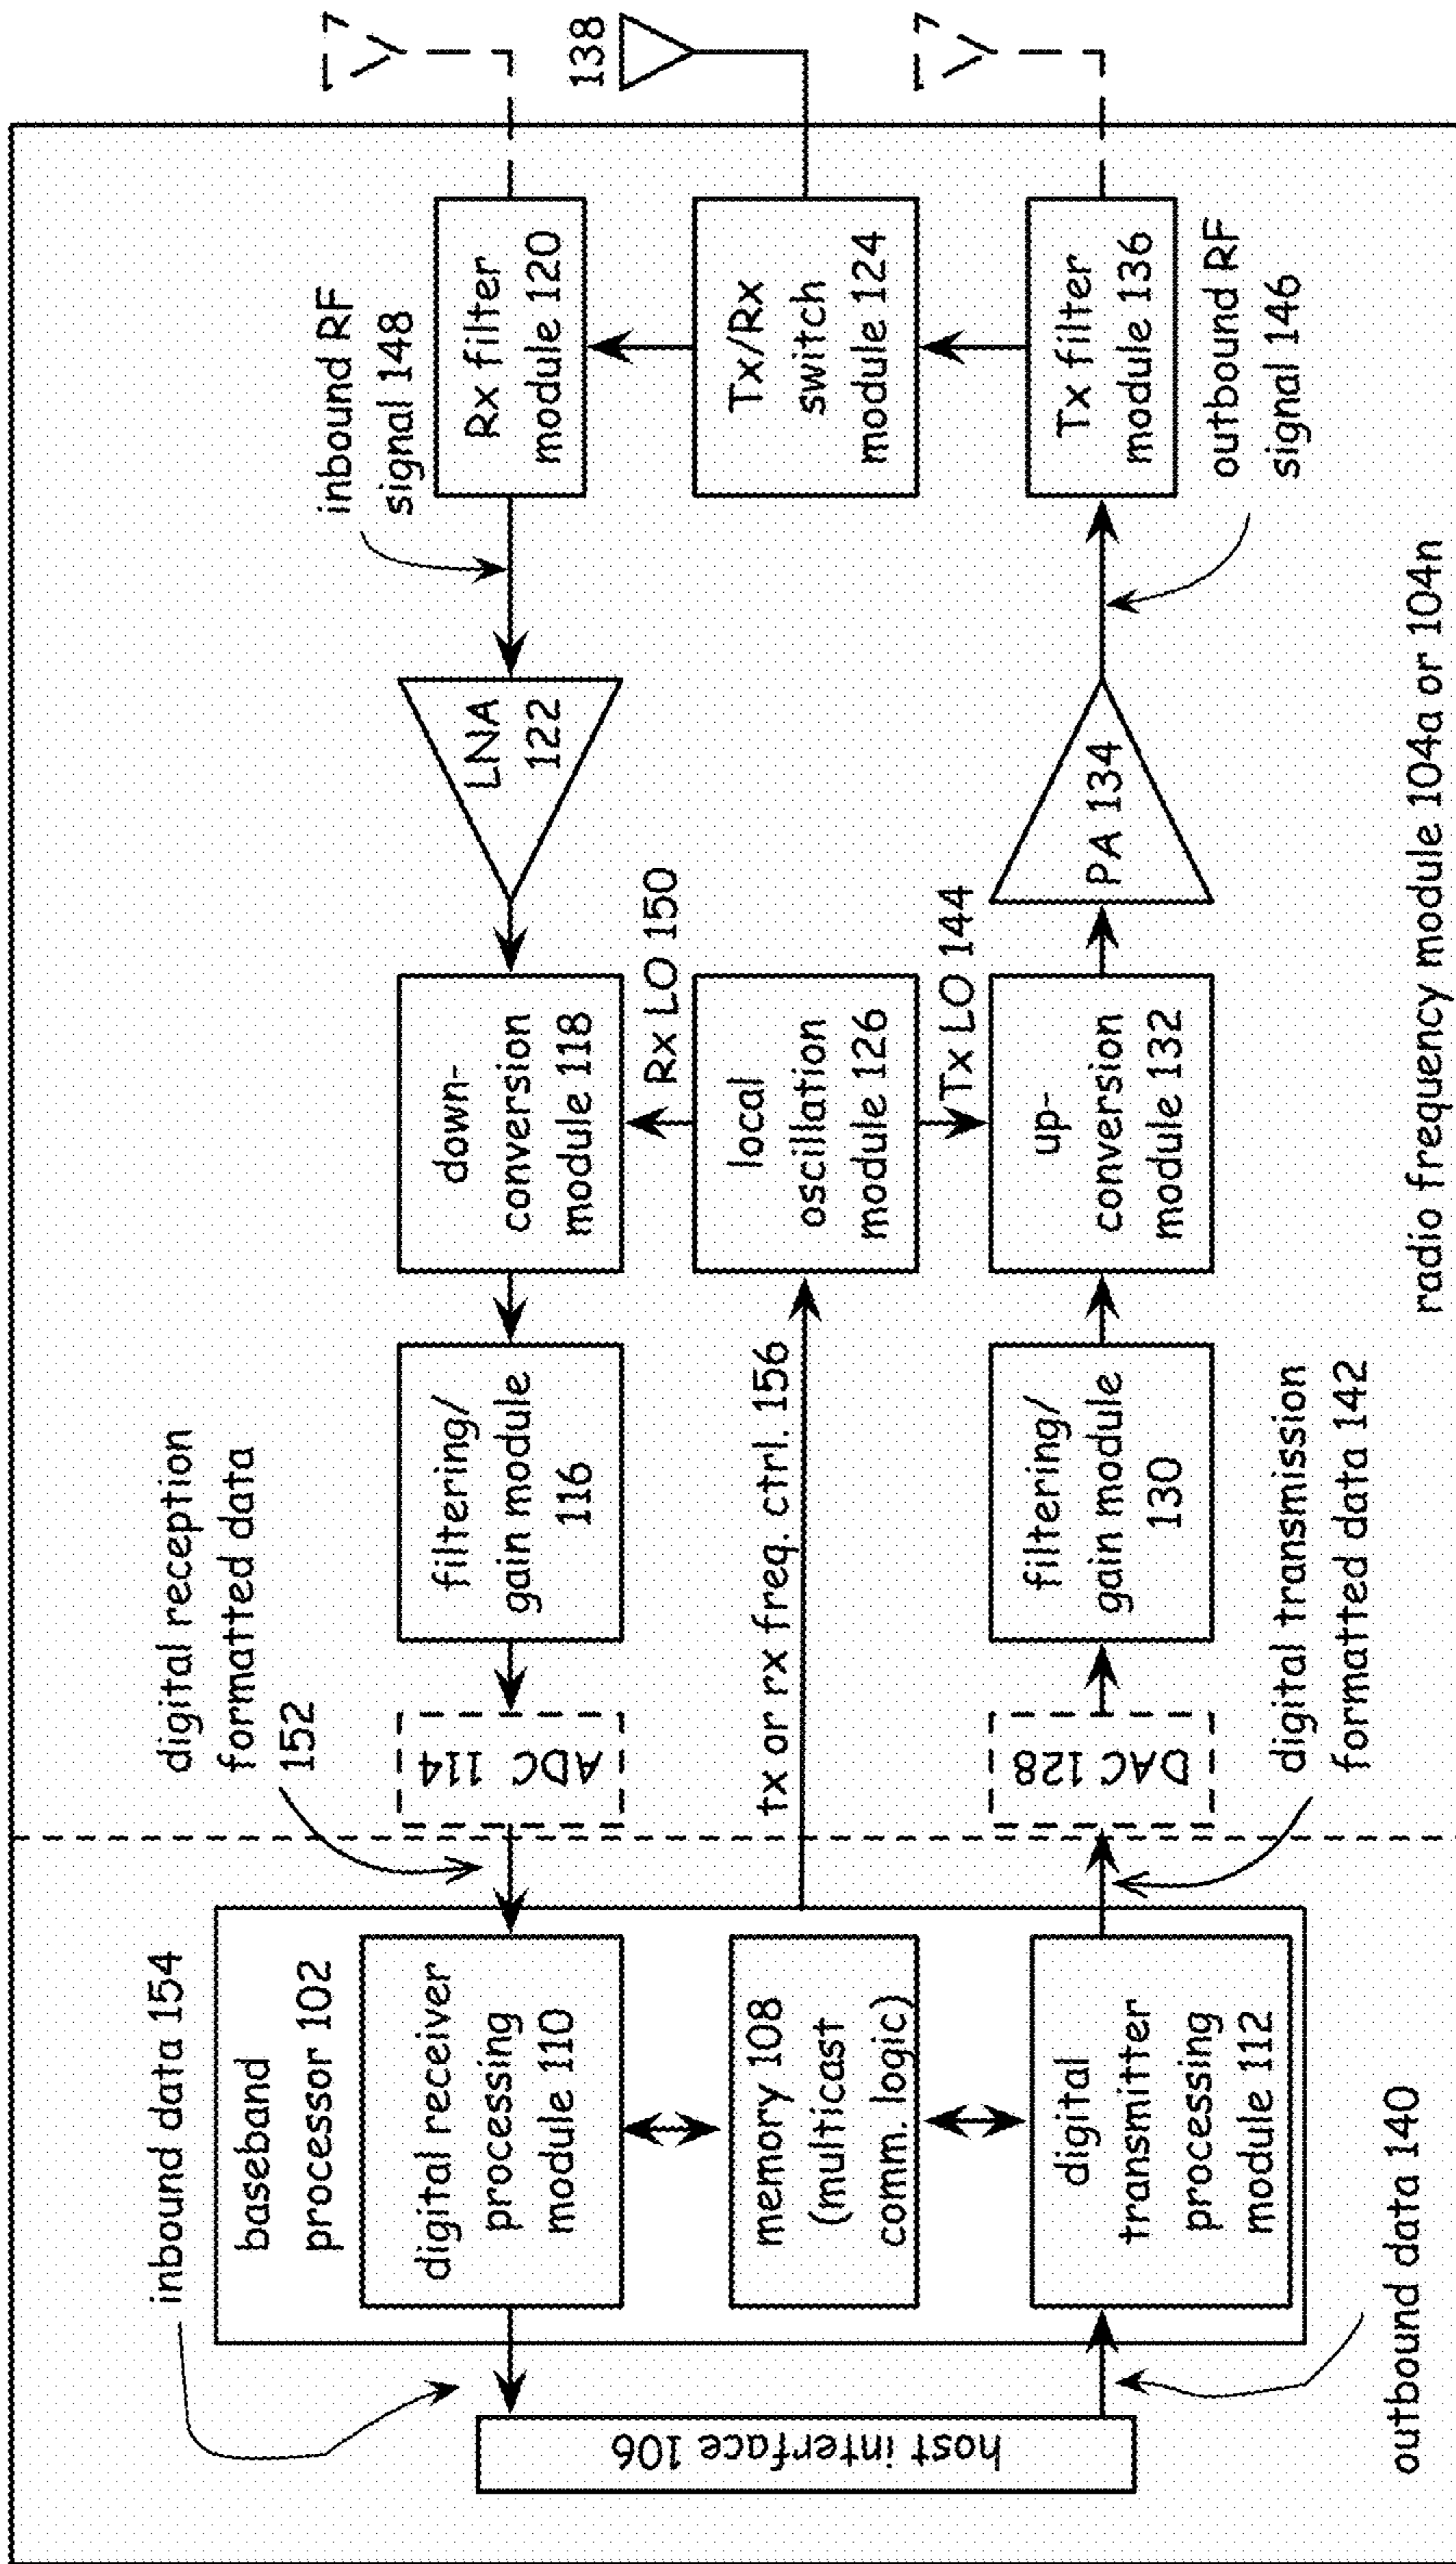 inbound data 154
baseband
processor 102
digital receiver
processing
module 110
memory 108
(multicast
comm. logic)
digital
transmitter
processing
module 112
host interface 106
outbound data 140
digital reception
formatted data
152
ADC 114
filtering/
gain module
116
down-
conversion
module 118
LNA
122
inbound RF
signal 148
Rx filter
module 120
138
tx or rx freq. ctrl. 156
Rx LO 150
local
oscillation
module 126
Tx LO 144
Tx/Rx
switch
module 124
DAC 128
filtering/
gain module
130
up-
conversion
module 132
PA 134
Tx filter
module 136
outbound RF
signal 146
digital transmission
formatted data 142
radio frequency module 104a or 104n